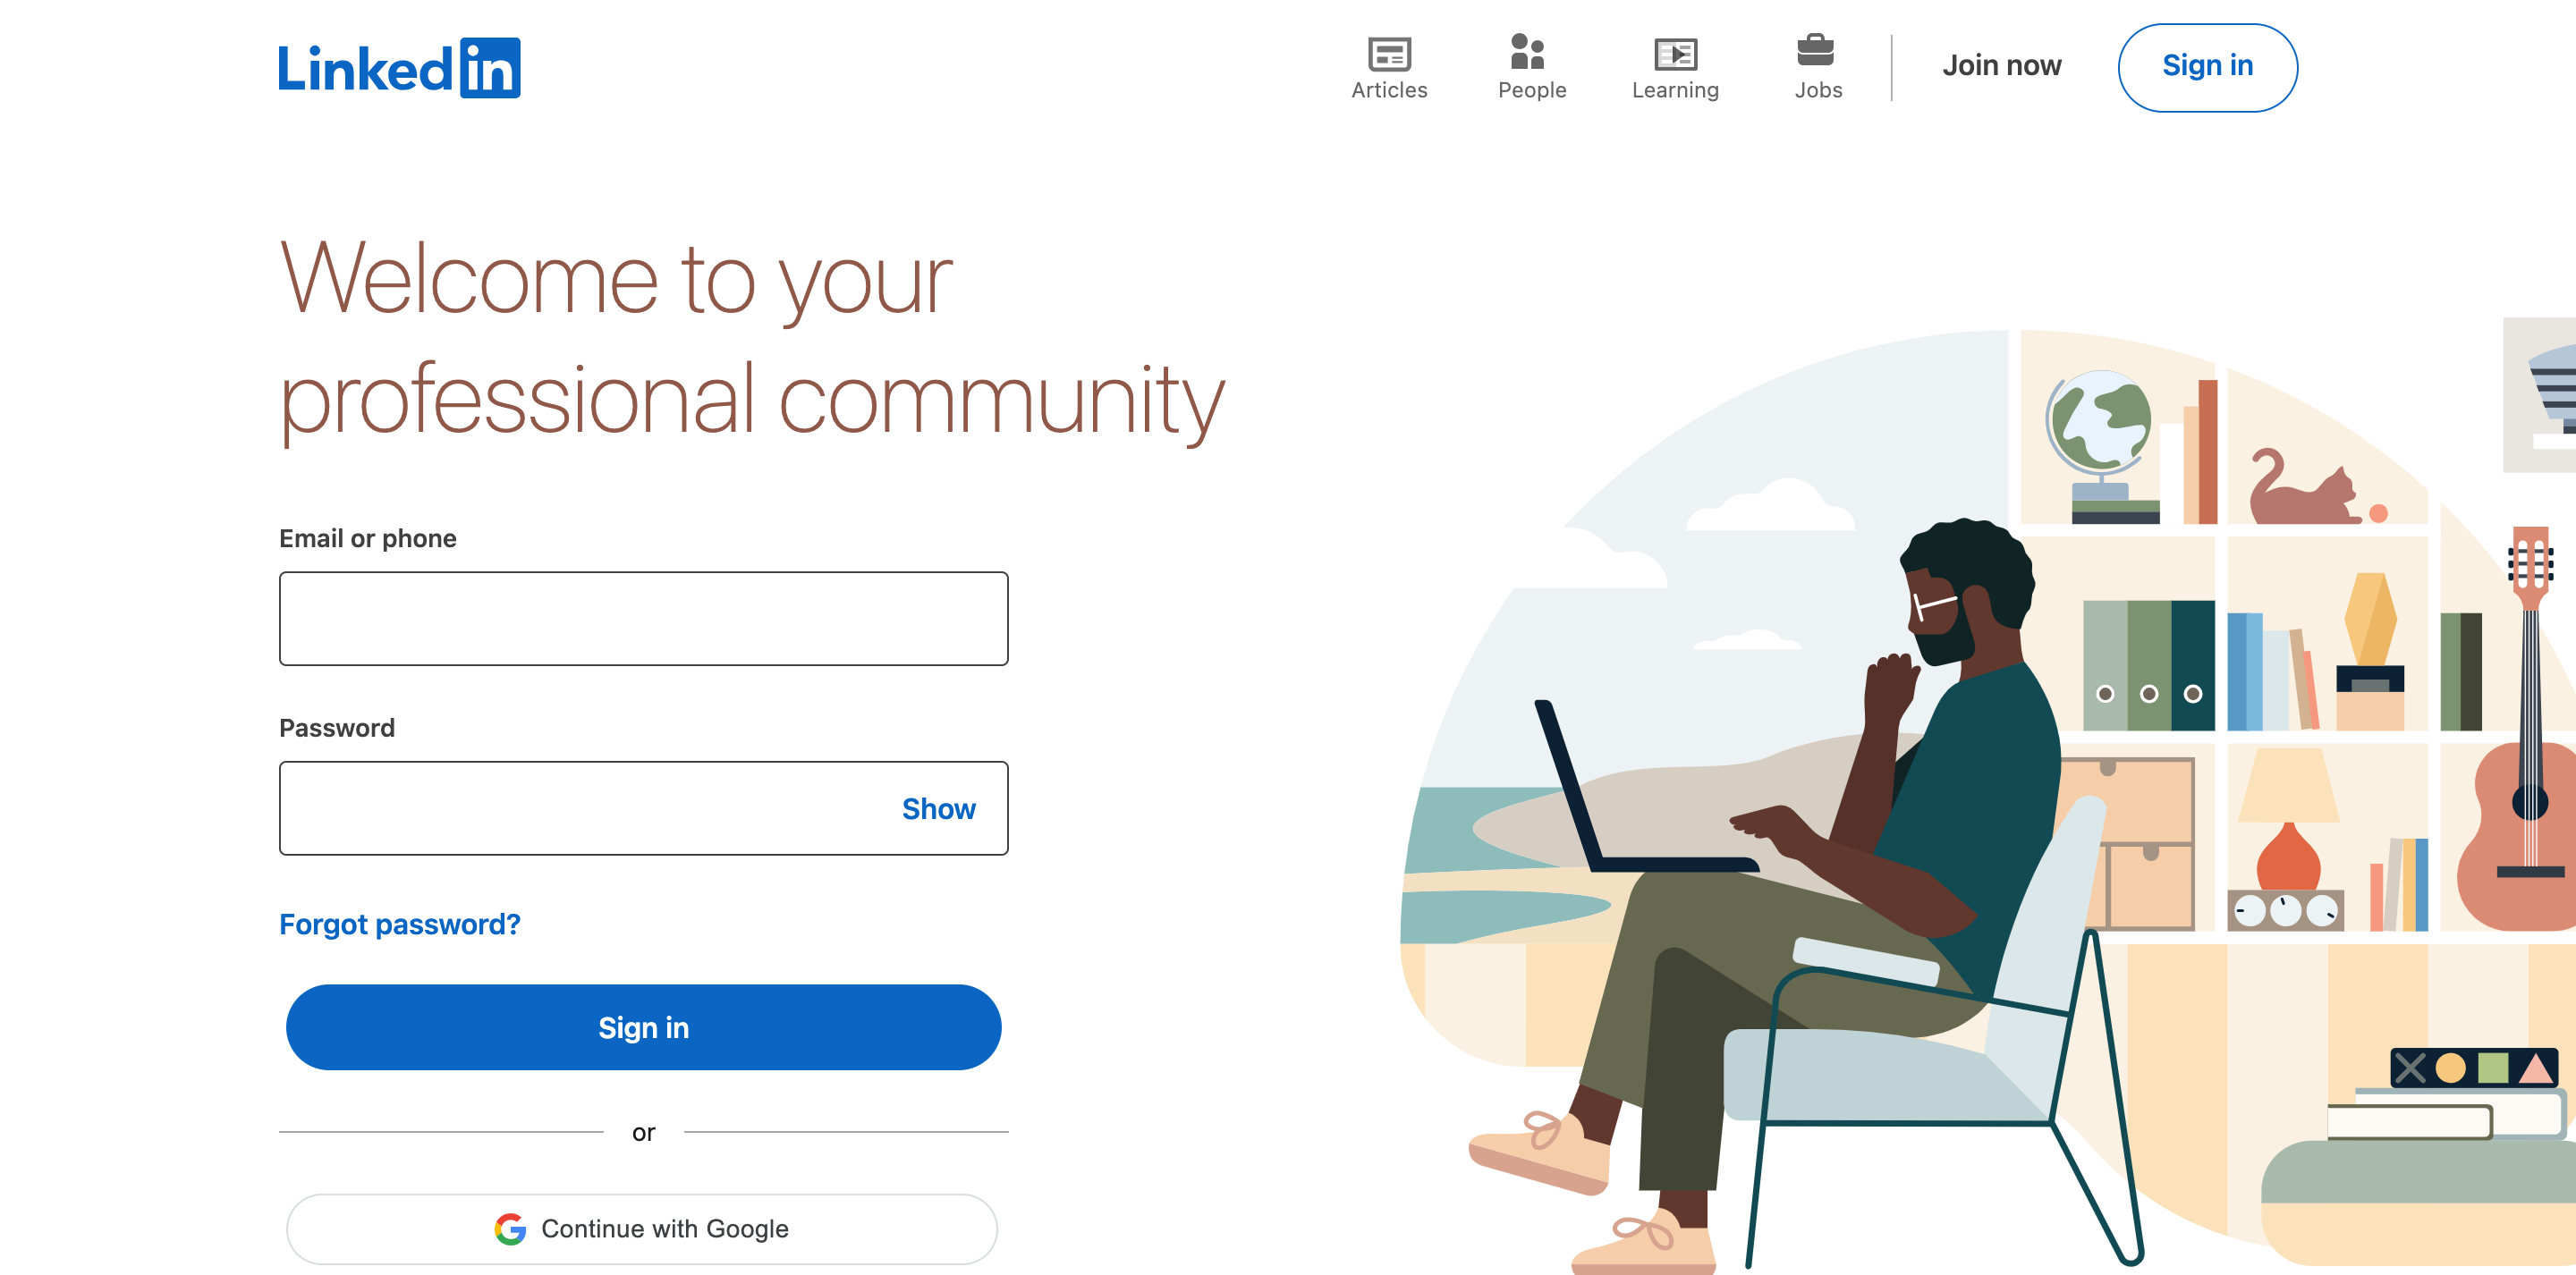 LinkedIn
Articles
People
Learning
Jobs
Join now
Sign in
Welcome to your
professional community
Email or phone
Password
Show
Forgot password?
Sign in
or
Continue with Google